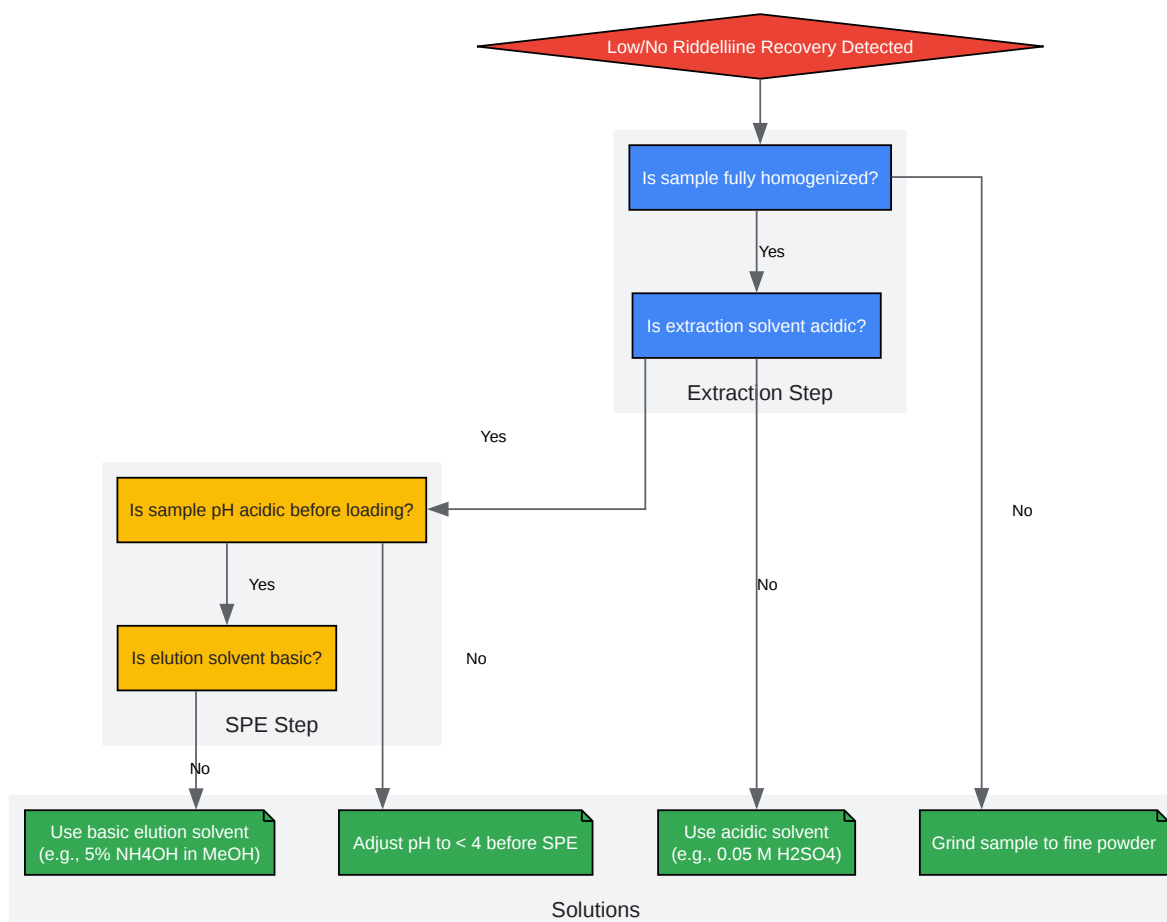 Low/No Riddelliine Recovery Detected
Is sample fully homogenized?
Yes
Is extraction solvent acidic?
Extraction Step
Yes
Is sample pH acidic before loading?
No
Yes
No
Is elution solvent basic?
No
SPE Step
No
Use basic elution solvent
(e.g., 5% NH4OH in MeOH)
Adjust pH to < 4 before SPE
Use acidic solvent
(e.g., 0.05 M H2SO4)
Grind sample to fine powder
Solutions